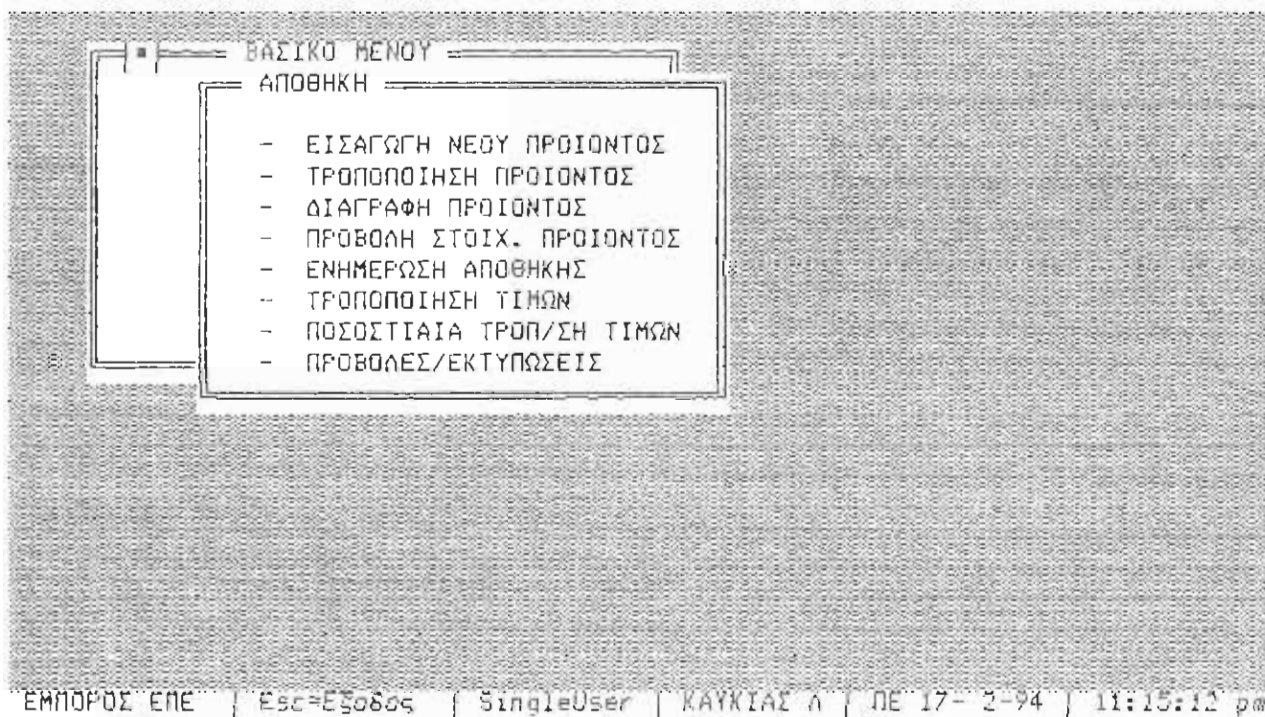 ΒΑΣΙΚΟ ΜΕΝΟΥ
ΑΠΟΘΗΚΗ
- ΕΙΣΑΓΩΓΗ ΝΕΟΥ ΠΡΟΙΟΝΤΟΣ
- ΤΡΟΠΟΠΟΙΗΣΗ ΠΡΟΙΟΝΤΟΣ
- ΔΙΑΓΡΑΦΗ ΠΡΟΙΟΝΤΟΣ
- ΠΡΟΒΟΛΗ ΣΤΟΙΧ. ΠΡΟΙΟΝΤΟΣ
- ΕΝΗΜΕΡΩΣΗ ΑΠΟΘΗΚΗΣ
- ΤΡΟΠΟΠΟΙΗΣΗ ΤΙΜΩΝ
- ΠΟΣΟΣΤΙΑΙΑ ΤΡΟΠ/ΣΗ ΤΙΜΩΝ
- ΠΡΟΒΟΛΕΣ/ΕΚΤΥΠΩΣΕΙΣ
ΕΜΠΟΡΟΣ ΕΠΕ | Esc=Εξοδος | SingleUser | ΚΑΥΚΙΑΣ Λ | ΠΕ 17- 2-94 | 11:15:12 pm